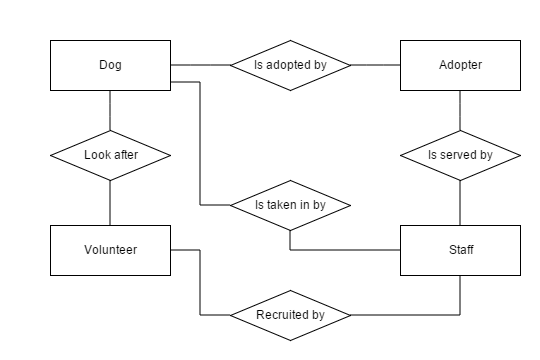 Dog
Is adopted by
Adopter
Look after
Is served by
Is taken in by
Volunteer
Staff
Recruited by